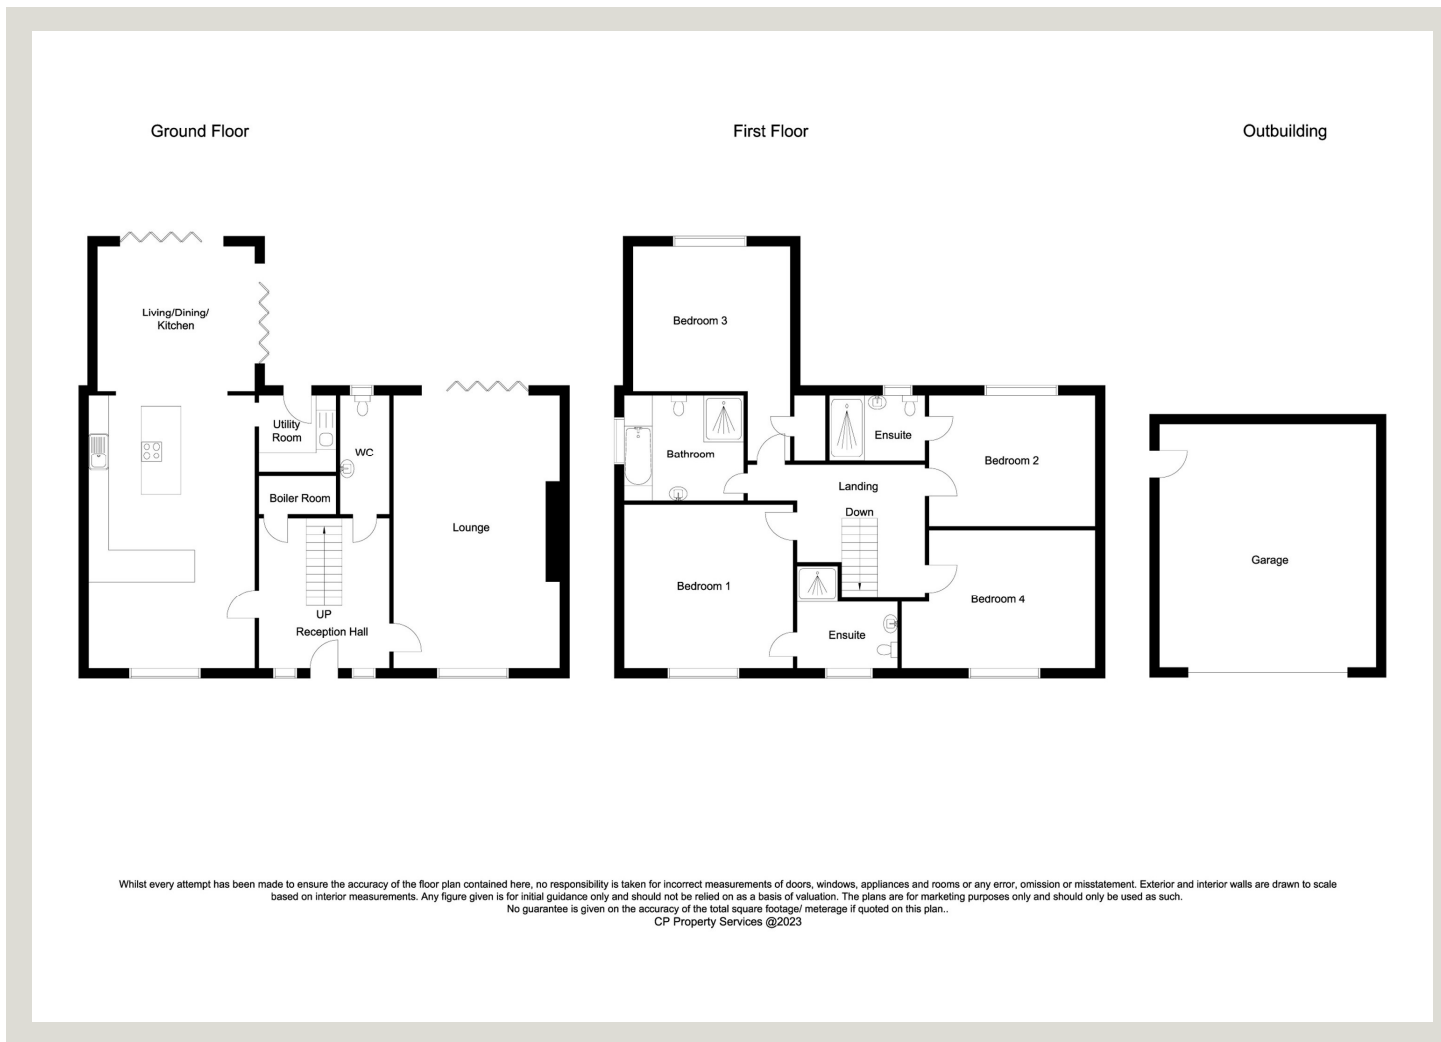 Ground Floor
First Floor
Outbuilding
Living/Dining/
Kitchen
Utility
Room
WC
Boiler Room
Lounge
UP
Reception Hall
Bedroom 3
Bathroom
Ensuite
Bedroom 2
Landing
Down
Bedroom 1
Bedroom 4
Ensuite
Garage
Whilst every attempt has been made to ensure the accuracy of the floor plan contained here, no responsibility is taken for incorrect measurements of doors, windows, appliances and rooms or any error, omission or misstatement. Exterior and interior walls are drawn to scale
based on interior measurements. Any figure given is for initial guidance only and should not be relied on as a basis of valuation. The plans are for marketing purposes only and should only be used as such.
No guarantee is given on the accuracy of the total square footage/ meterage if quoted on this plan..
CP Property Services @2023